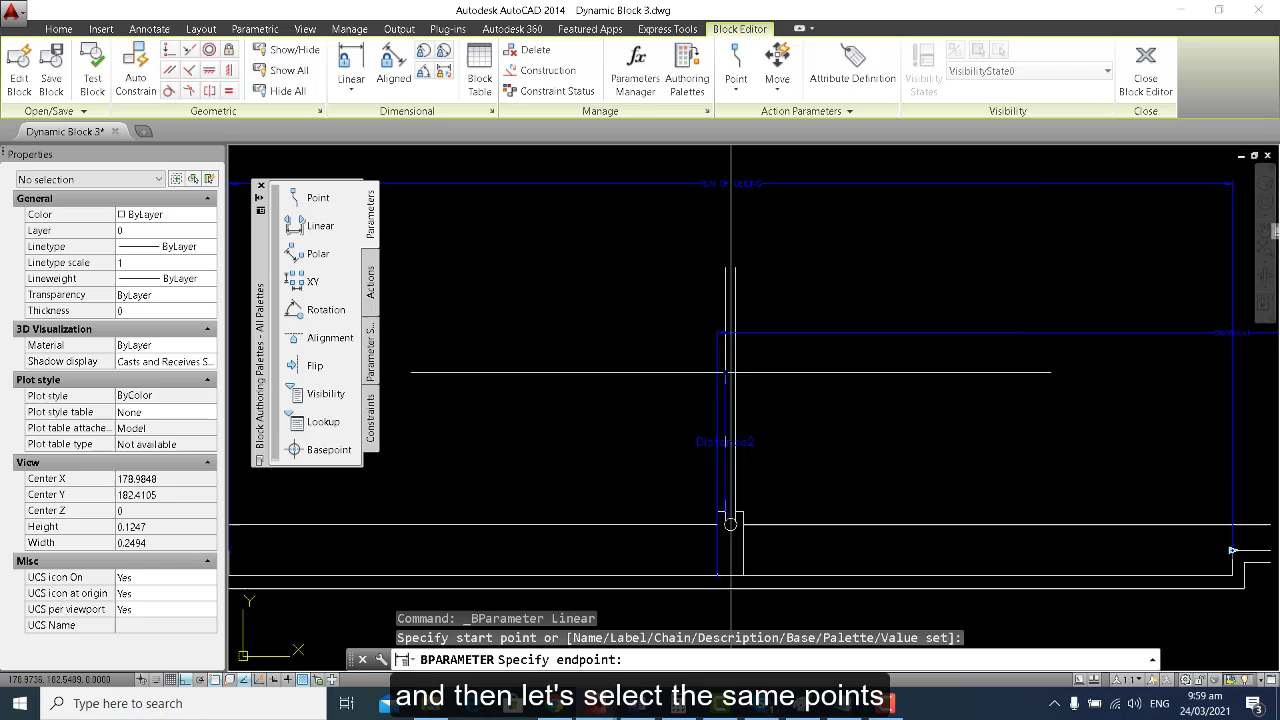 Autodesk AutoCAD 2014 Dynamic Block 3.dwg
Home Insert Annotate Layout Parametric View Manage Output Plug-ins Autodesk 360 Featured Apps Express Tools Block Editor
Edit Block
Save Block
Test Block
Auto Constrain
Show/Hide
Show All
Hide All
Linear
Aligned
Block Table
Delete
Construction
Constraint Status
Parameters Manager
Authoring Palettes
Point
Move
Attribute Definition
Visibility States
VisibilityState0
Close Block Editor
Open/Save
Geometric
Dimensional
Manage
Action Parameters
Visibility
Close
Dynamic Block 3*
Properties
No selection
General
Color ByLayer
Layer 0
Linetype ByLayer
Linetype scale 1
Lineweight ByLayer
Transparency ByLayer
Thickness 0
3D Visualization
Material ByLayer
Shadow display Casts and Receives S...
Plot style
Plot style ByColor
Plot style table None
Plot table attache... Model
Plot table type Not available
View
Center X 178.9848
Center Y 182.4105
Center Z 0
Height 0.1247
Width 0.2494
Misc
UCS icon On Yes
UCS icon at origin Yes
UCS per viewport Yes
UCS Name
Block Authoring Palettes - All Palettes
Point
Linear
Polar
XY
Rotation
Alignment
Flip
Visibility
Lookup
Basepoint
Parameters
Actions
Parameter S...
Constraints
Y
X
Command: _BParameter Linear
Specify start point or [Name/Label/Chain/Description/Base/Palette/Value set]:
BPARAMETER Specify endpoint:
178.9736, 182.5489, 0.0000
1:1
and then let's select the same points
Type here to search
ENG
9:59 am
24/03/2021